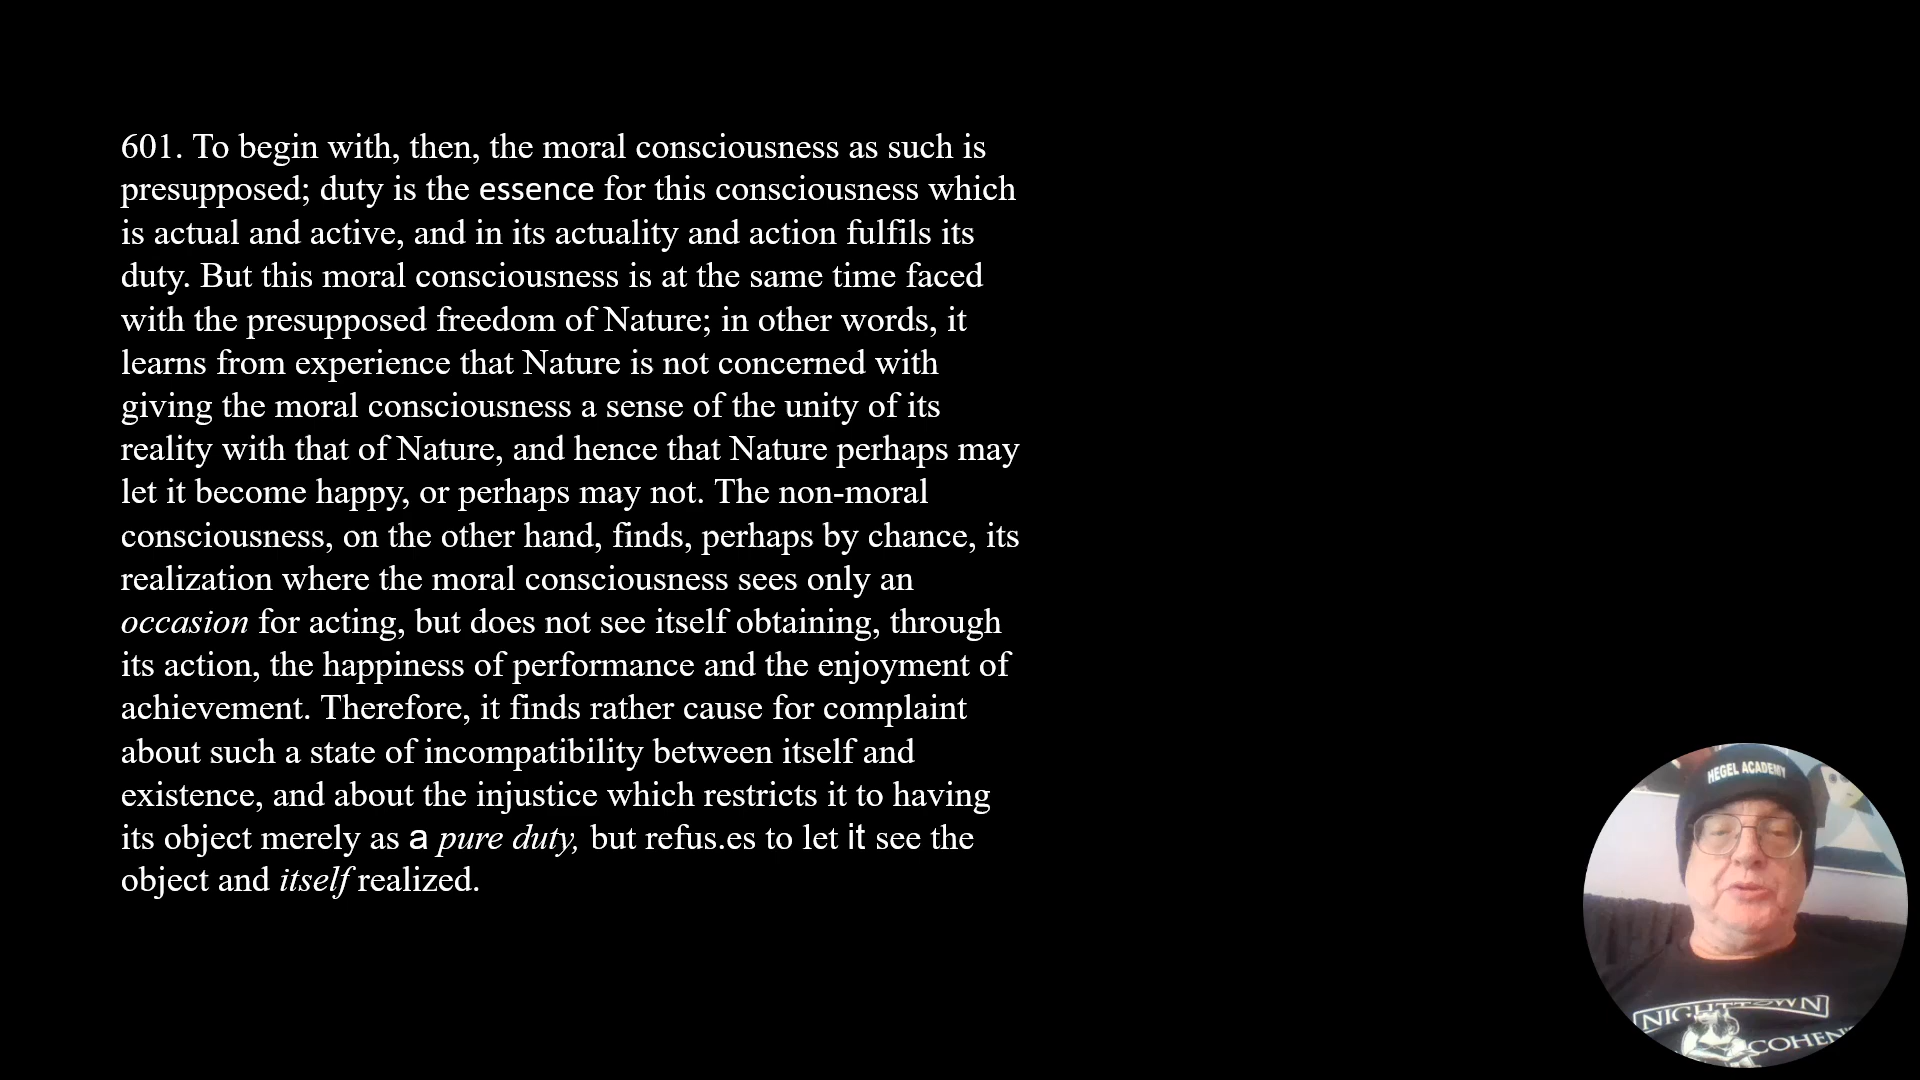 601. To begin with, then, the moral consciousness as such is
presupposed; duty is the essence for this consciousness which
is actual and active, and in its actuality and action fulfils its
duty. But this moral consciousness is at the same time faced
with the presupposed freedom of Nature; in other words, it
learns from experience that Nature is not concerned with
giving the moral consciousness a sense of the unity of its
reality with that of Nature, and hence that Nature perhaps may
let it become happy, or perhaps may not. The non-moral
consciousness, on the other hand, finds, perhaps by chance, its
realization where the moral consciousness sees only an
occasion for acting, but does not see itself obtaining, through
its action, the happiness of performance and the enjoyment of
achievement. Therefore, it finds rather cause for complaint
about such a state of incompatibility between itself and
existence, and about the injustice which restricts it to having
its object merely as a pure duty, but refus.es to let it see the
object and itself realized.
HEGEL ACADEMY
NIGHTTOWN
COHEN'